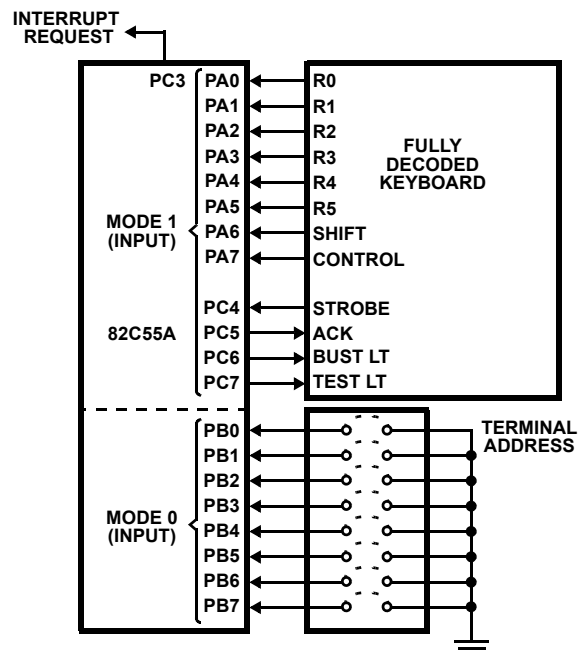 INTERRUPT
REQUEST
PC3 PA0 R0
PA1 R1
PA2 R2
PA3 R3
PA4 R4
PA5 R5
PA6 SHIFT
PA7 CONTROL
FULLY
DECODED
KEYBOARD
MODE 1
(INPUT)
PC4 STROBE
82C55A PC5 ACK
PC6 BUST LT
PC7 TEST LT
PB0
PB1
PB2
PB3
PB4
PB5
PB6
PB7
MODE 0
(INPUT)
TERMINAL
ADDRESS